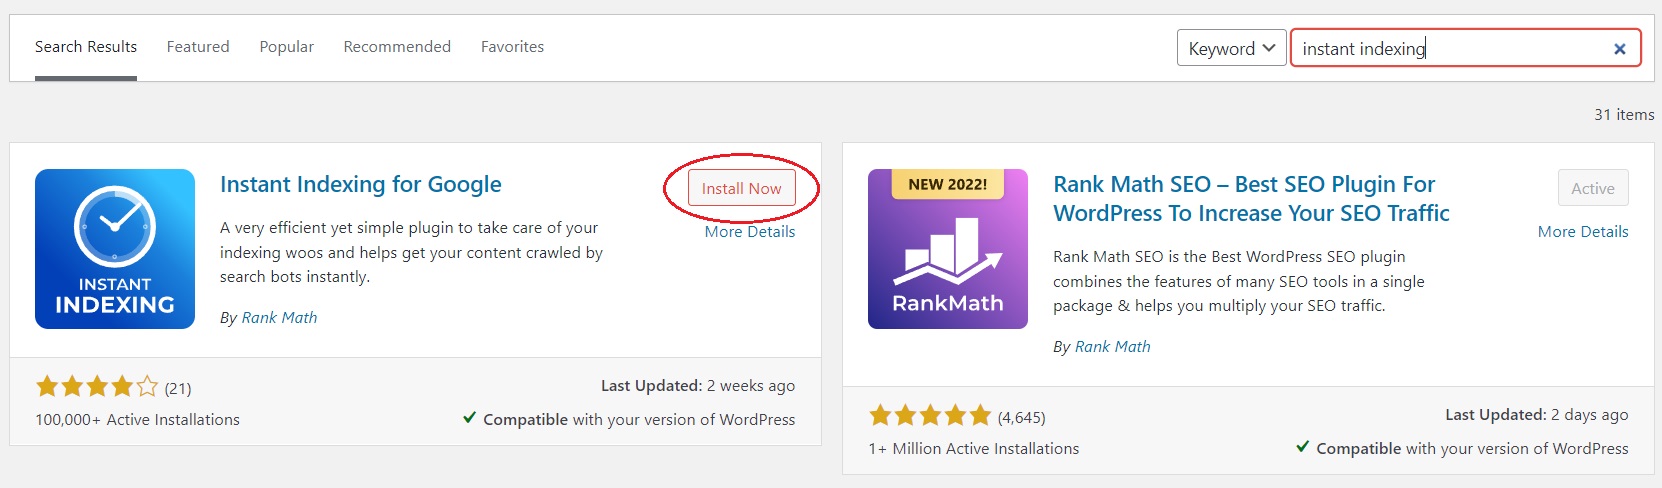 Search Results Featured Popular Recommended Favorites Keyword instant indexing
31 items
INSTANT
INDEXING
Instant Indexing for Google
Install Now
More Details
A very efficient yet simple plugin to take care of your
indexing woos and helps get your content crawled by
search bots instantly.
By Rank Math
(21)
Last Updated: 2 weeks ago
100,000+ Active Installations
Compatible with your version of WordPress
NEW 2022!
RankMath
Rank Math SEO – Best SEO Plugin For
WordPress To Increase Your SEO Traffic
Active
More Details
Rank Math SEO is the Best WordPress SEO plugin
combines the features of many SEO tools in a single
package & helps you multiply your SEO traffic.
By Rank Math
(4,645)
Last Updated: 2 days ago
1+ Million Active Installations
Compatible with your version of WordPress